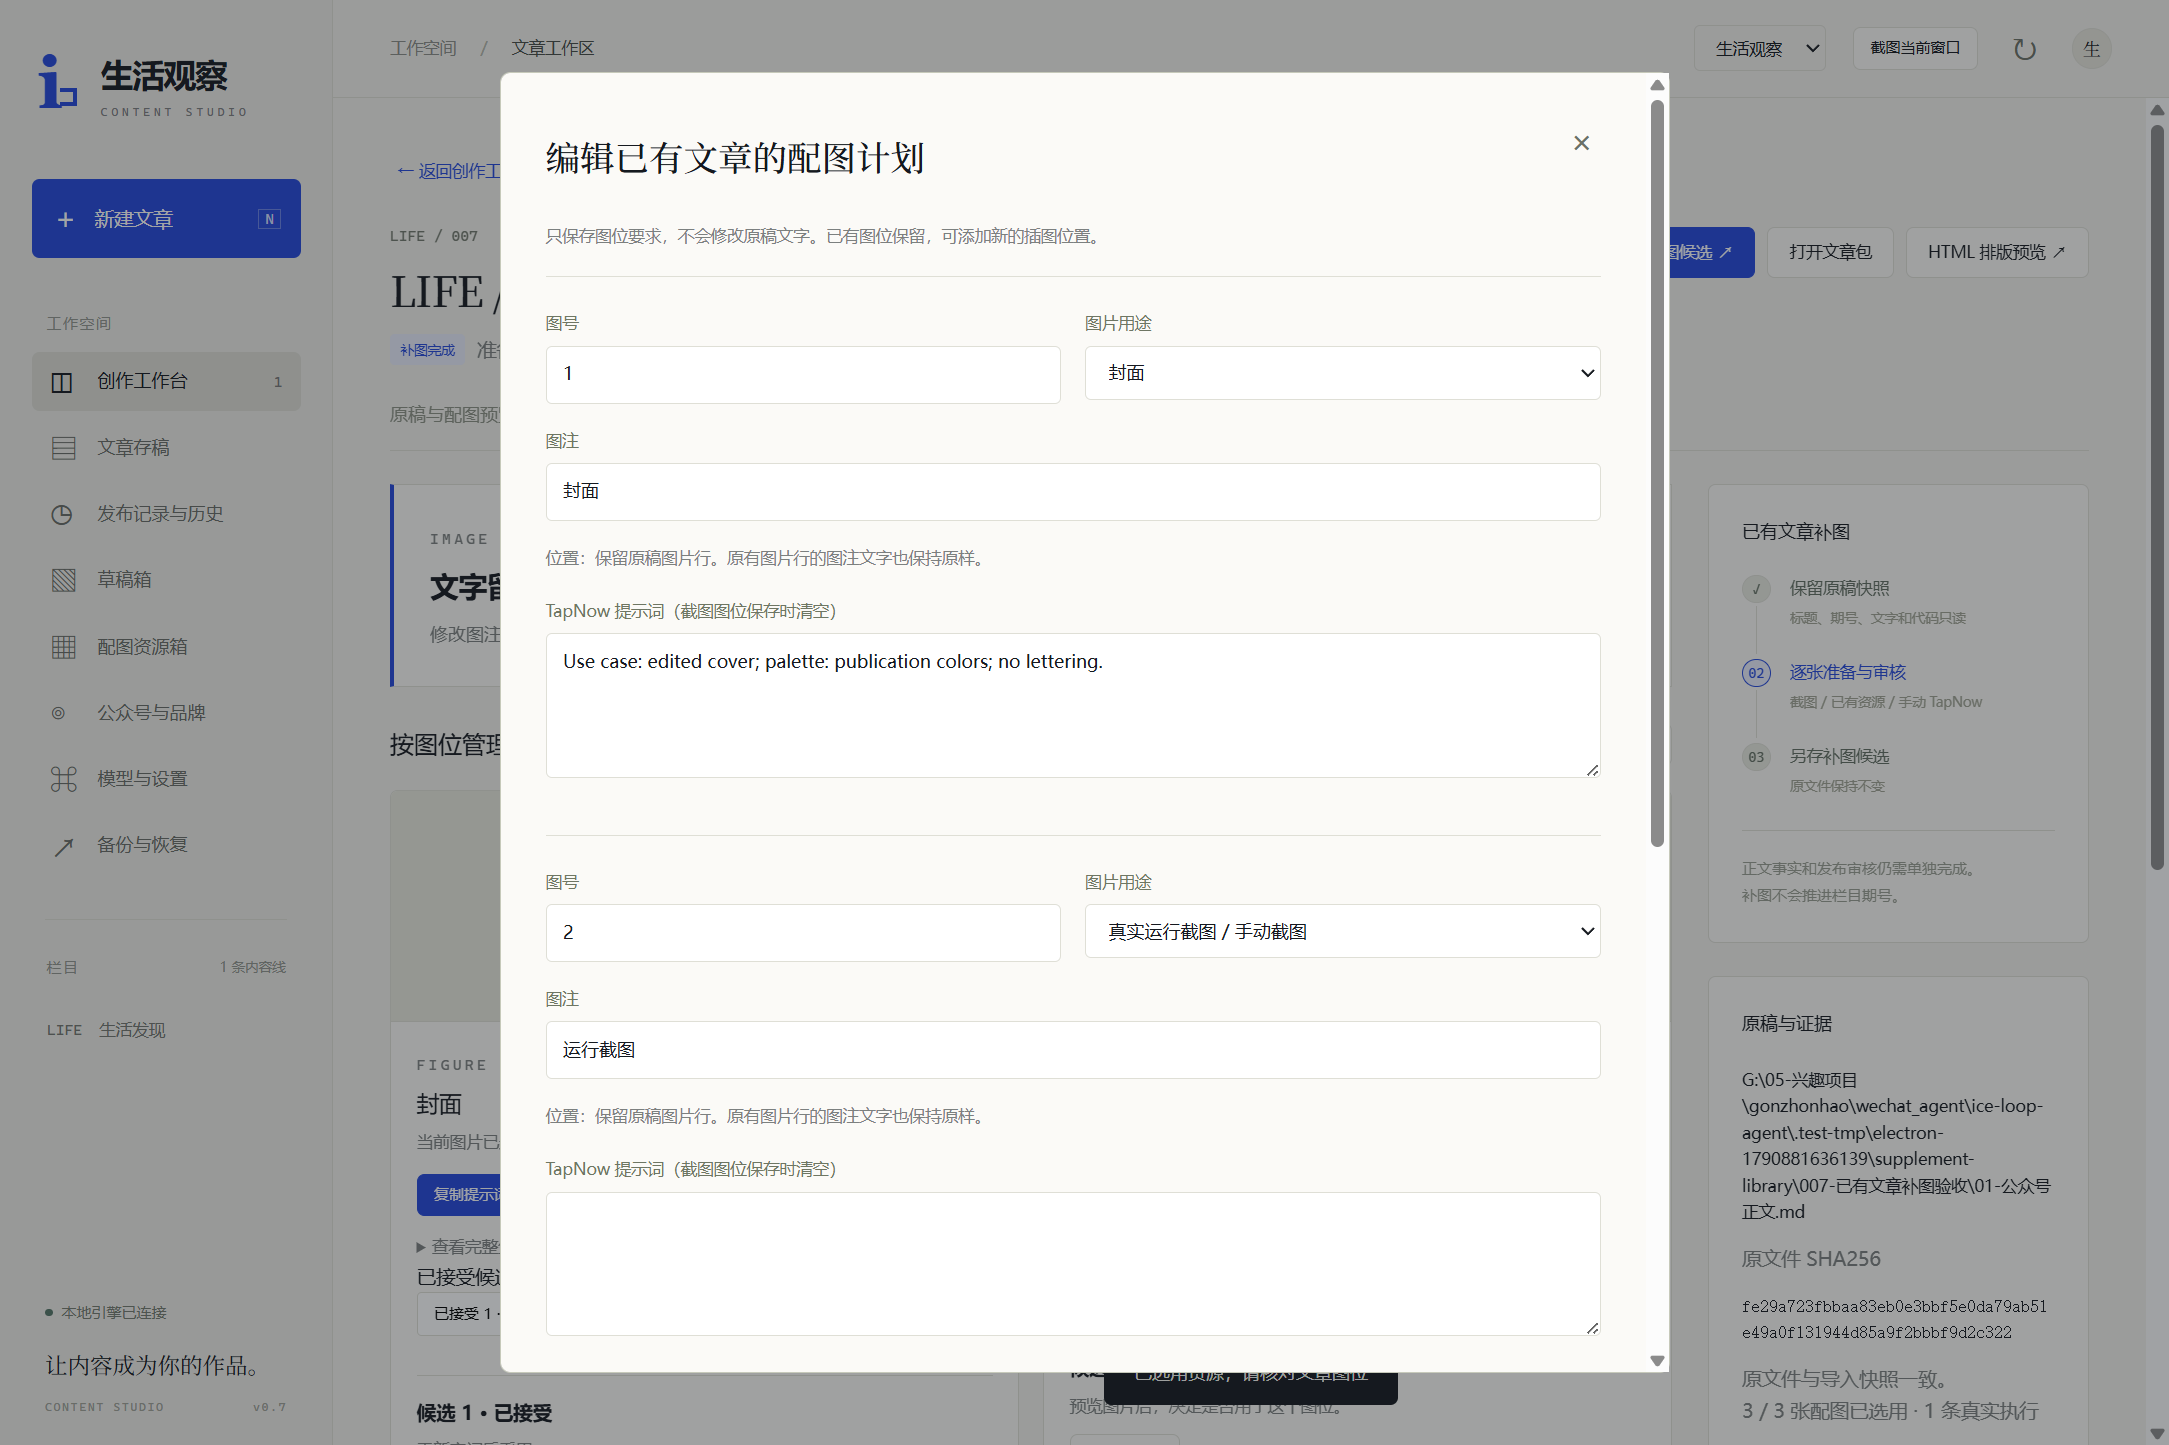 生活观察
CONTENT STUDIO
+ 新建文章 N
工作空间
创作工作台 1
文章存稿
发布记录与历史
草稿箱
配图资源箱
公众号与品牌
模型与设置
备份与恢复
栏目 1 条内容线
LIFE 生活发现
本地引擎已连接
让内容成为你的作品。
CONTENT STUDIO v0.7
工作空间 / 文章工作区
生活观察
截图当前窗口
生
← 返回创作工
LIFE / 007
LIFE /
补图完成
原稿与配图预
图候选 ↗
打开文章包
HTML 排版预览 ↗
IMAGE
文字留
修改图注
按图位管理
FIGURE
封面
当前图片已
复制提示词
查看完整
已接受候选
已接受 1 ·
候选 1 · 已接受
编辑已有文章的配图计划
×
只保存图位要求，不会修改原稿文字。已有图位保留，可添加新的插图位置。
图号
图片用途
1
封面
图注
封面
位置：保留原稿图片行。原有图片行的图注文字也保持原样。
TapNow 提示词（截图图位保存时清空）
Use case: edited cover; palette: publication colors; no lettering.
图号
图片用途
2
真实运行截图 / 手动截图
图注
运行截图
位置：保留原稿图片行。原有图片行的图注文字也保持原样。
TapNow 提示词（截图图位保存时清空）
已选用资源，请核对文章图位
预览图片后，决定是否用于这个图位。
已有文章补图
✓ 保留原稿快照
标题、期号、文字和代码只读
02 逐张准备与审核
截图 / 已有资源 / 手动 TapNow
03 另存补图候选
原文件保持不变
正文事实和发布审核仍需单独完成。
补图不会推进栏目期号。
原稿与证据
G:\05-兴趣项目
\gonzhonhao\wechat_agent\ice-loop-
agent\.test-tmp\electron-
1790881636139\supplement-
library\007-已有文章补图验收\01-公众号
正文.md
原文件 SHA256
fe29a723fbbaa83eb0e3bbf5e0da79ab51
e49a0f131944d85a9f2bbbf9d2c322
原文件与导入快照一致。
3 / 3 张配图已选用 · 1 条真实执行